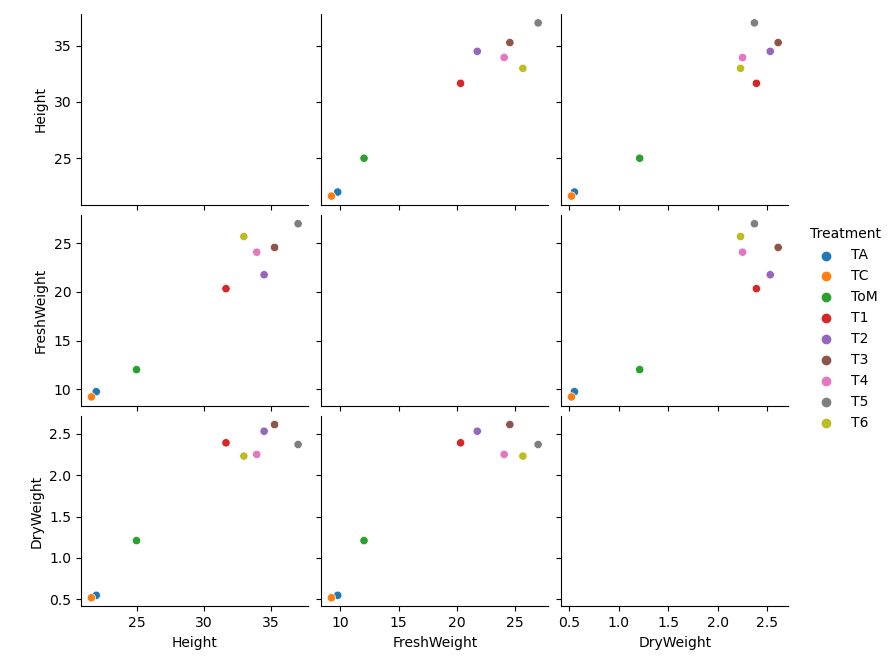 35
30
25
Height
25
20
15
10
FreshWeight
2.5
2.0
1.5
1.0
0.5
DryWeight
25 30 35
Height
10 15 20 25
FreshWeight
0.5 1.0 1.5 2.0 2.5
DryWeight
Treatment
TA
TC
ToM
T1
T2
T3
T4
T5
T6